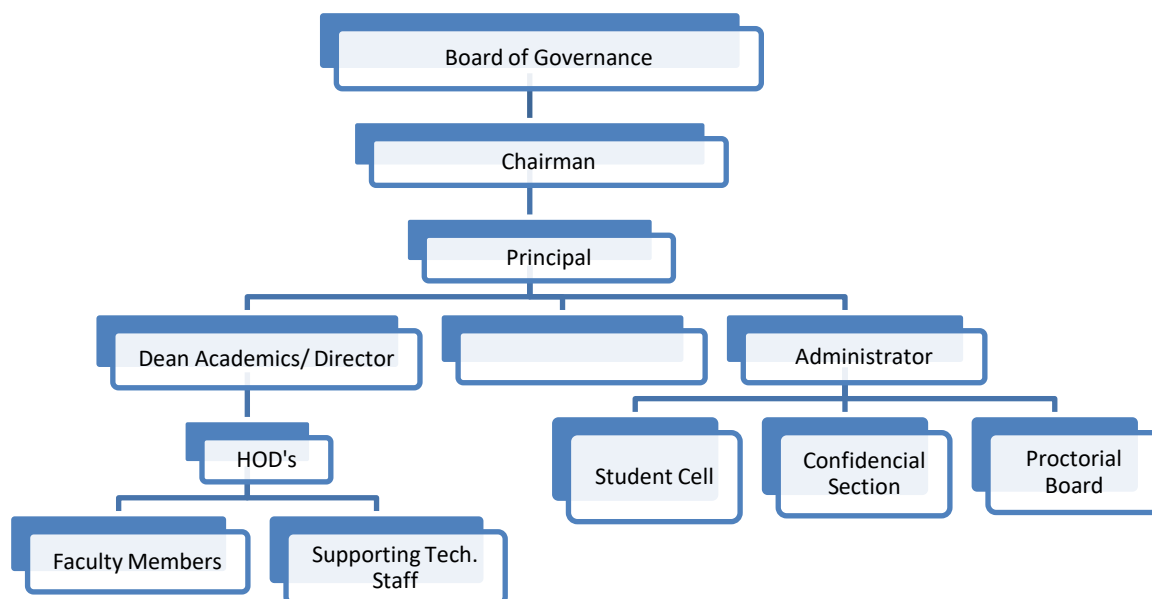 Board of Governance
Chairman
Principal
Dean Academics/ Director
Administrator
HOD's
Student Cell
Confidencial
Section
Proctorial
Board
Faculty Members
Supporting Tech.
Staff